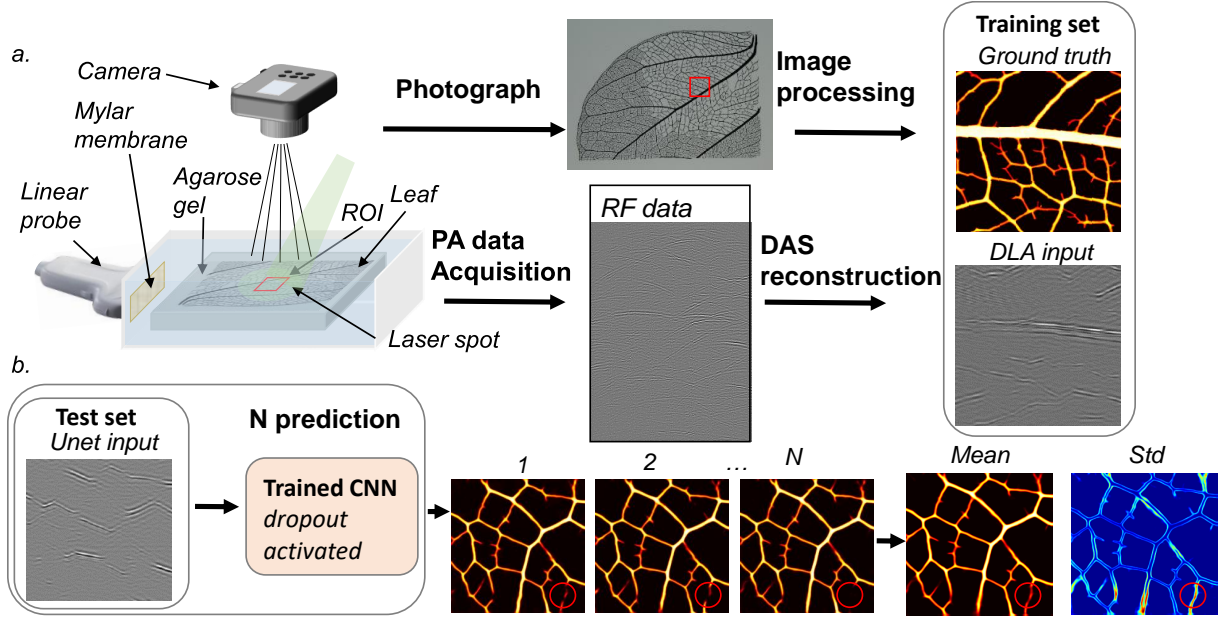 a.
Camera
Mylar
membrane
Linear
probe
Agarose
gel
ROI
Leaf
Laser spot
Photograph
PA data
Acquisition
RF data
Image
processing
DAS
reconstruction
Training set
Ground truth
DLA input
b.
Test set
Unet input
N prediction
Trained CNN
dropout
activated
1
2
...
N
Mean
Std